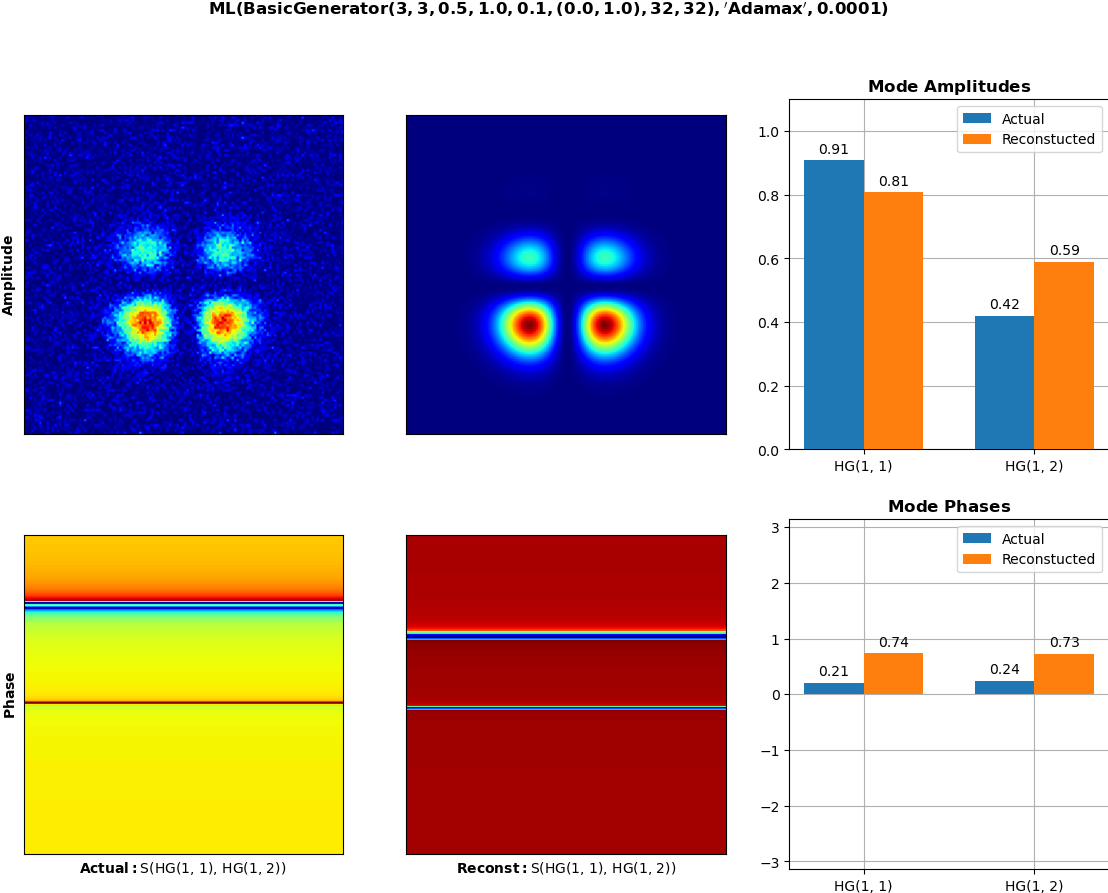 ML(BasicGenerator(3, 3, 0.5, 1.0, 0.1, (0.0, 1.0), 32, 32), 'Adamax', 0.0001)
Amplitude
Mode Amplitudes
Actual
Reconstucted
1.0
0.8
0.6
0.4
0.2
0.0
0.91
0.81
0.42
0.59
HG(1, 1)
HG(1, 2)
Phase
Actual: S(HG(1, 1), HG(1, 2))
Reconst: S(HG(1, 1), HG(1, 2))
Mode Phases
Actual
Reconstucted
3
2
1
0
−1
−2
−3
0.21
0.74
0.24
0.73
HG(1, 1)
HG(1, 2)